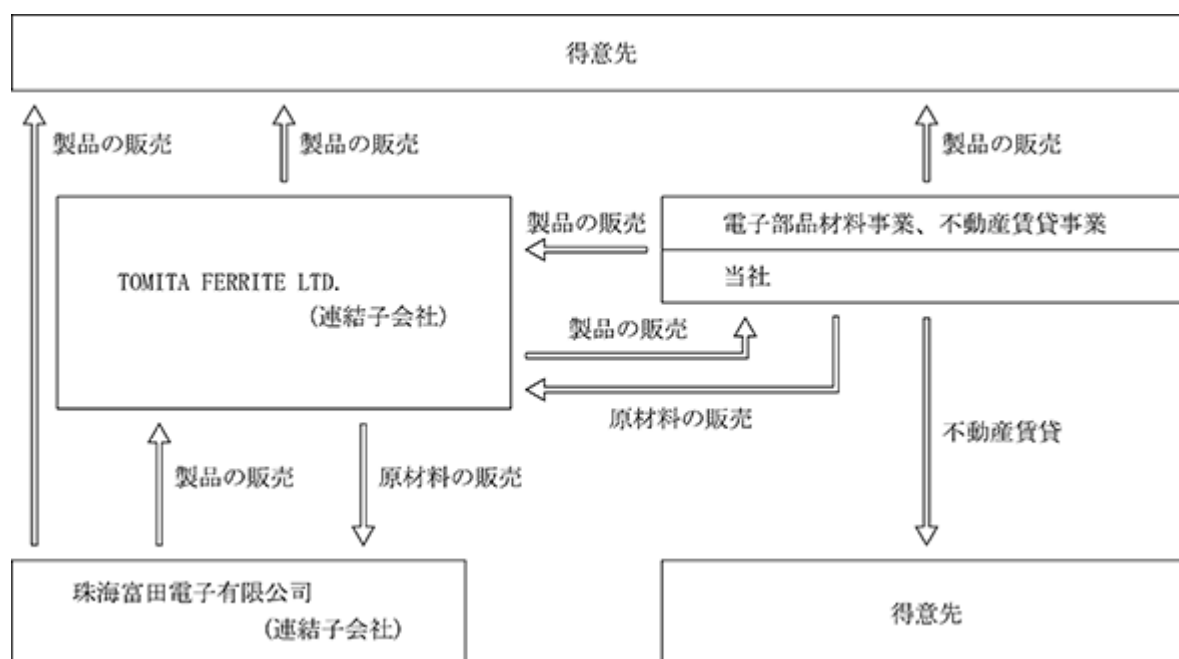 得意先
製品の販売
製品の販売
製品の販売
製品の販売
電子部品材料事業、不動産賃貸事業
当社
TOMITA FERRITE LTD.
(連結子会社)
製品の販売
原材料の販売
不動産賃貸
製品の販売
原材料の販売
珠海富田電子有限公司
(連結子会社)
得意先